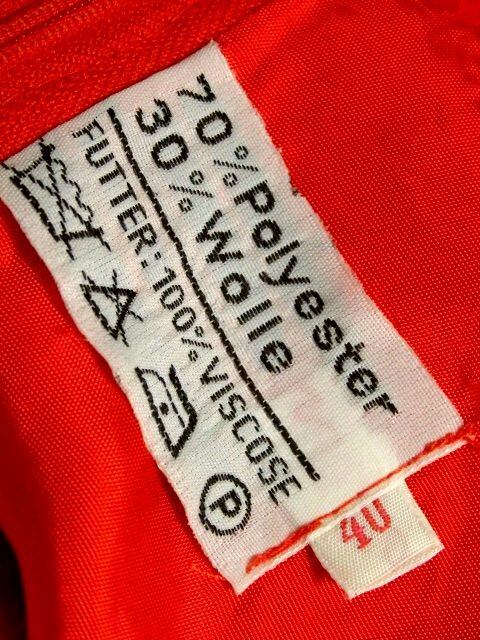 70% Polyester
30% Wolle
FUTTER: 100% VISCOSE
P
40